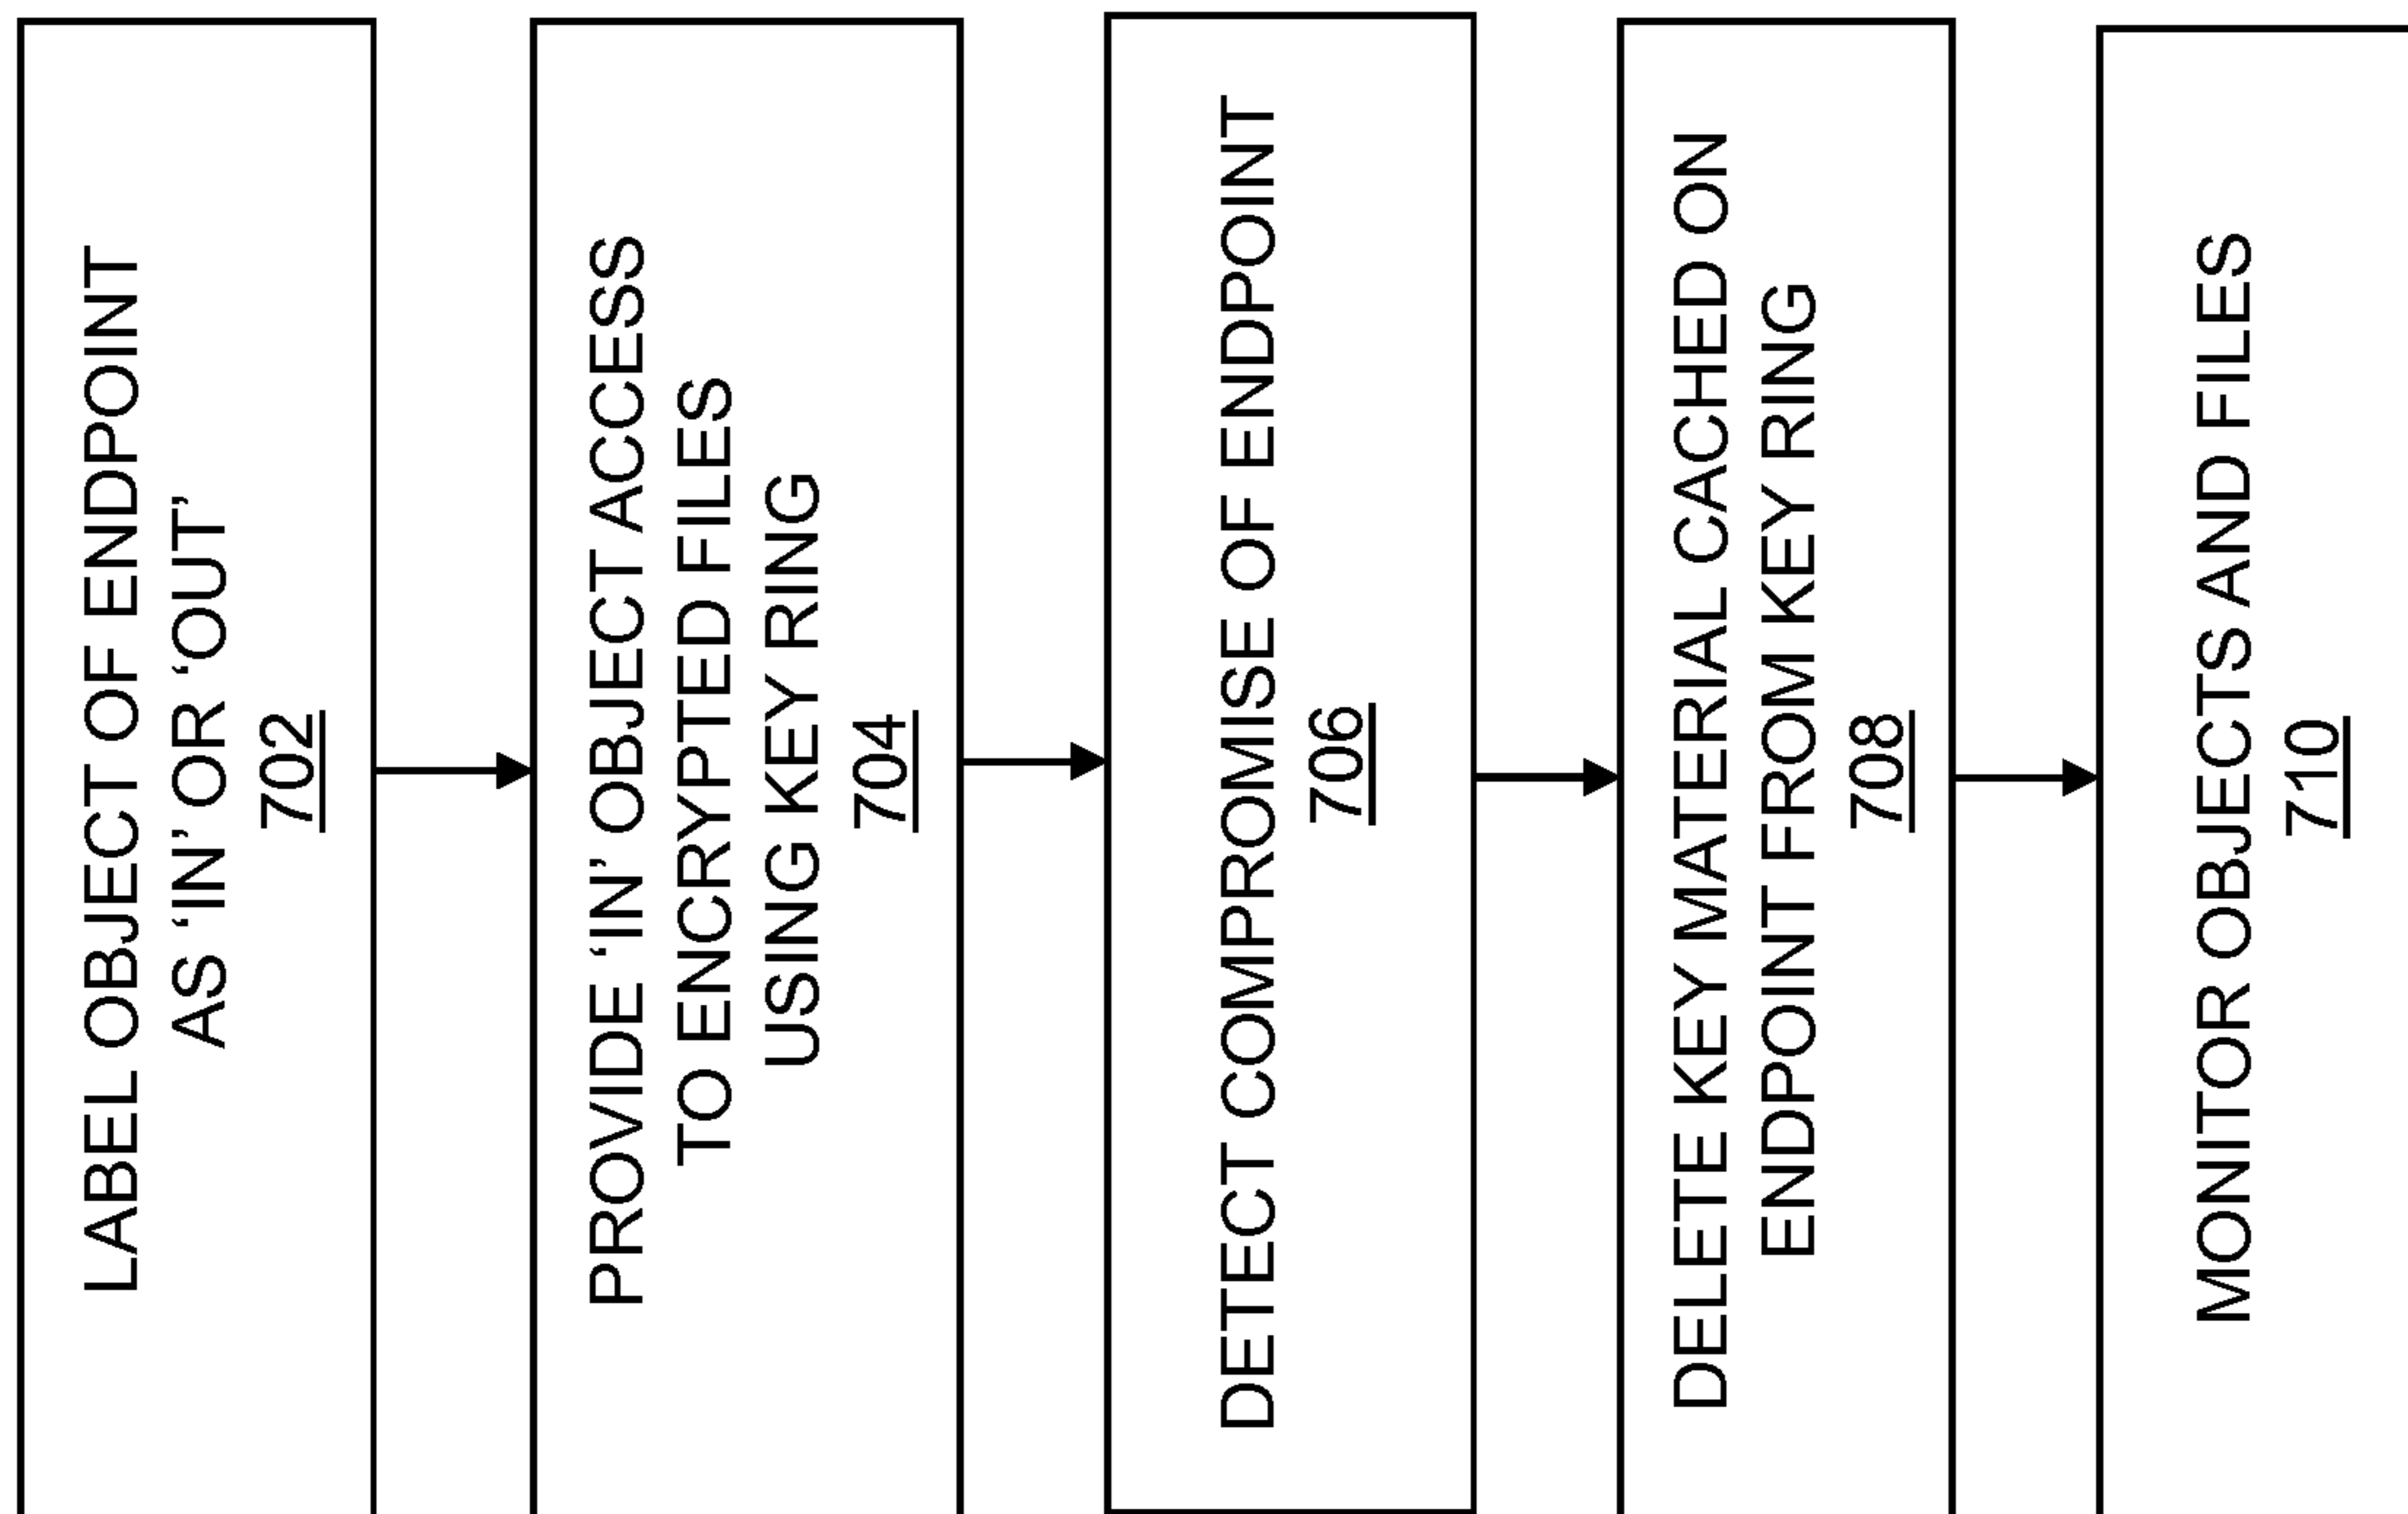 LABEL OBJECT OF ENDPOINT
AS ‘IN’ OR ‘OUT’
702
PROVIDE ‘IN’ OBJECT ACCESS
TO ENCRYPTED FILES
USING KEY RING
704
DETECT COMPROMISE OF ENDPOINT
706
DELETE KEY MATERIAL CACHED ON
ENDPOINT FROM KEY RING
708
MONITOR OBJECTS AND FILES
710